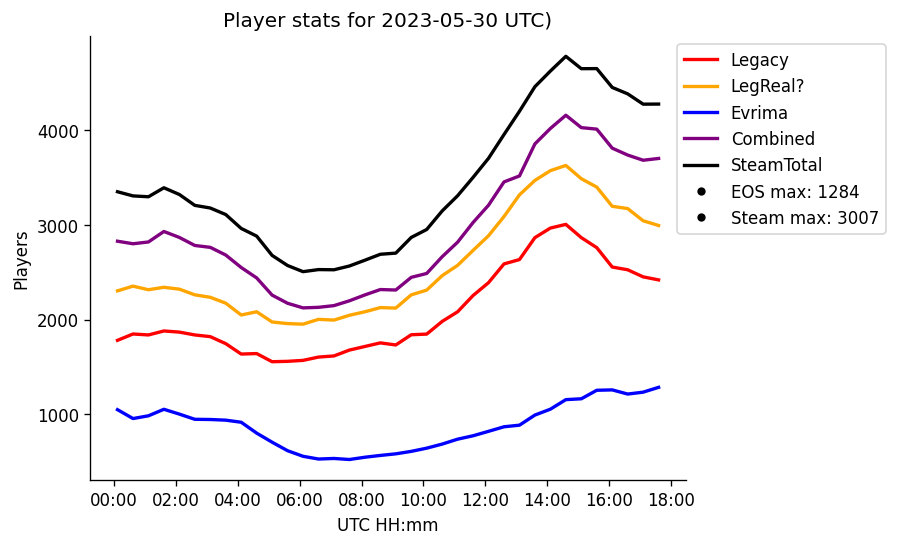 Player stats for 2023-05-30 UTC)
Legacy
LegReal?
Evrima
Combined
SteamTotal
EOS max: 1284
Steam max: 3007
Players
4000
3000
2000
1000
00:00 02:00 04:00 06:00 08:00 10:00 12:00 14:00 16:00 18:00
UTC HH:mm